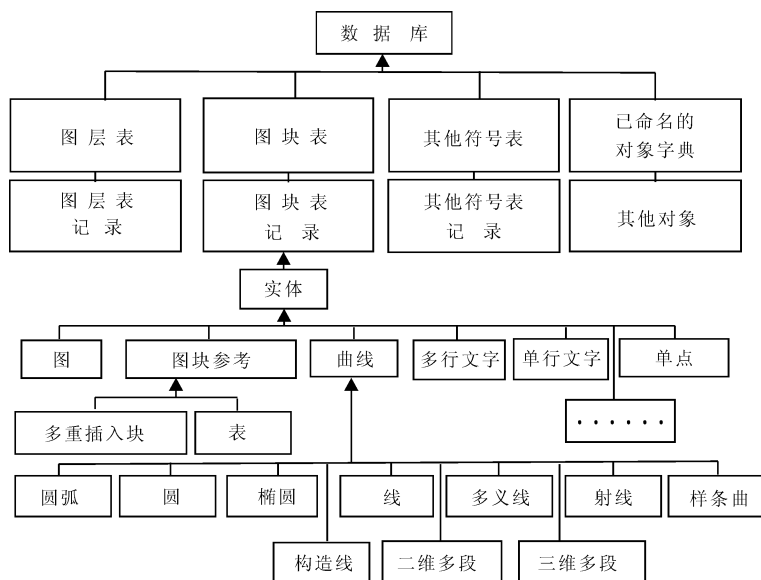 数 据 库
图 层 表
图 块 表
其他符号表
已命名的
对象字典
图 层 表
记 录
图 块 表
记 录
其他符号表
记 录
其他对象
实体
图
图块参考
曲线
多行文字
单行文字
单点
多重插入块
表
······
圆弧
圆
椭圆
线
多义线
射线
样条曲
构造线
二维多段
三维多段